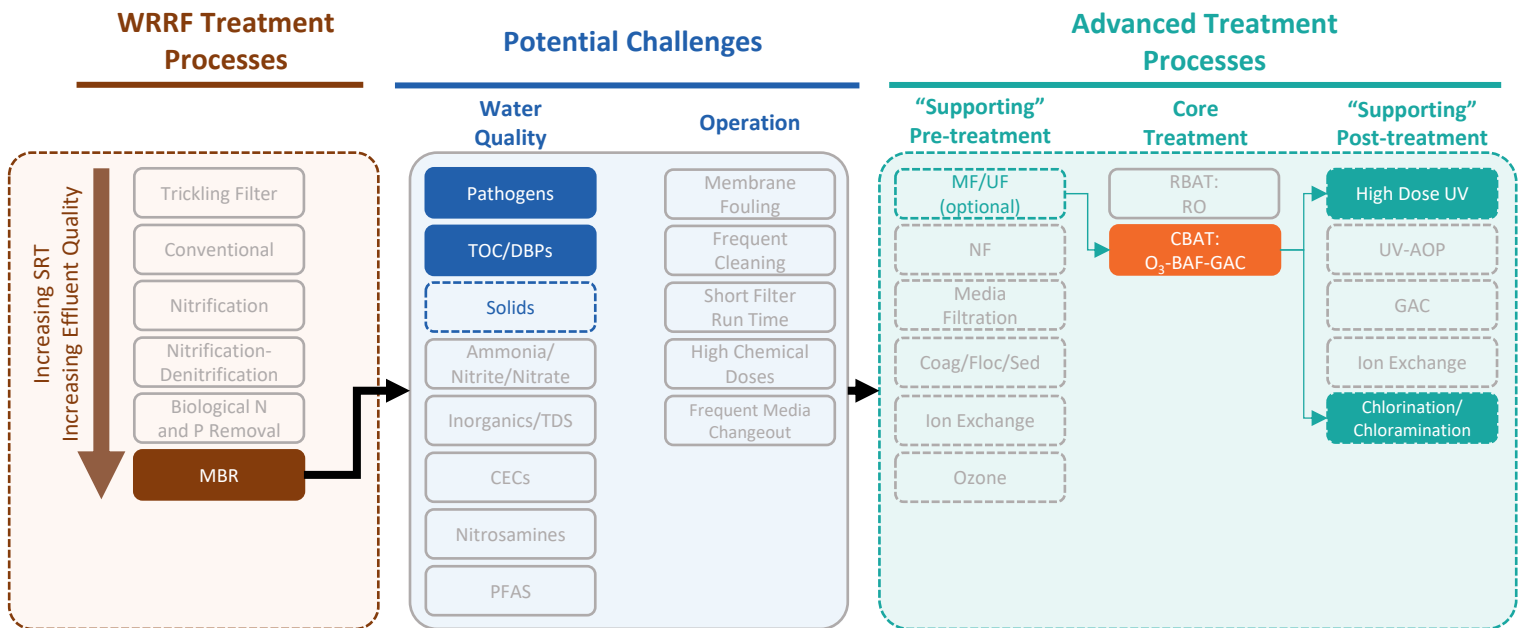 WRRF Treatment
Processes
Potential Challenges
Advanced Treatment
Processes
Water
Quality
Operation
“Supporting”
Pre-treatment
Core
Treatment
“Supporting”
Post-treatment
Increasing SRT
Increasing Effluent Quality
Trickling Filter
Conventional
Nitrification
Nitrification-
Denitrification
Biological N
and P Removal
MBR
Pathogens
TOC/DBPs
Solids
Ammonia/
Nitrite/Nitrate
Inorganics/TDS
CECs
Nitrosamines
PFAS
Membrane
Fouling
Frequent
Cleaning
Short Filter
Run Time
High Chemical
Doses
Frequent Media
Changeout
MF/UF
(optional)
NF
Media
Filtration
Coag/Floc/Sed
Ion Exchange
Ozone
RBAT:
RO
CBAT:
O₃-BAF-GAC
High Dose UV
UV-AOP
GAC
Ion Exchange
Chlorination/
Chloramination